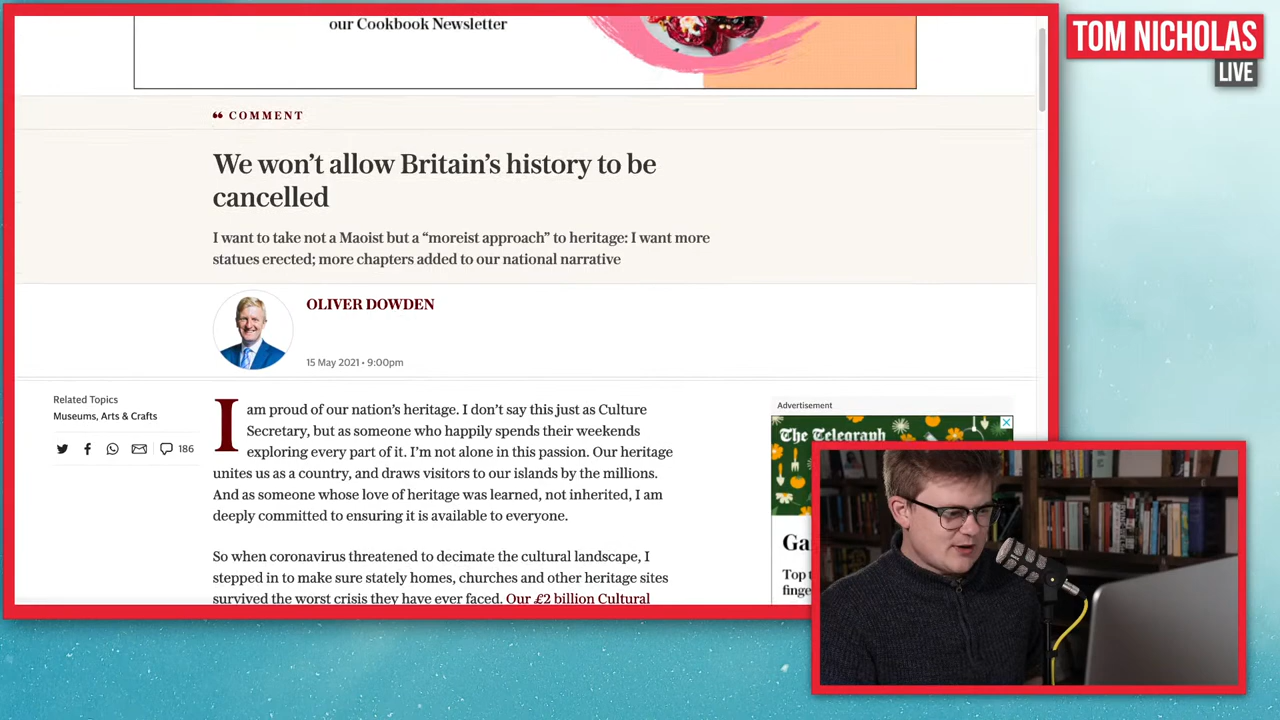 our Cookbook Newsletter
TOM NICHOLAS
LIVE
COMMENT
We won't allow Britain's history to be
cancelled
I want to take not a Maoist but a “moreist approach” to heritage: I want more
statues erected; more chapters added to our national narrative
OLIVER DOWDEN
15 May 2021 • 9:00pm
Related Topics
Museums, Arts & Crafts
186
I am proud of our nation's heritage. I don't say this just as Culture
Secretary, but as someone who happily spends their weekends
exploring every part of it. I'm not alone in this passion. Our heritage
unites us as a country, and draws visitors to our islands by the millions.
And as someone whose love of heritage was learned, not inherited, I am
deeply committed to ensuring it is available to everyone.
So when coronavirus threatened to decimate the cultural landscape, I
stepped in to make sure stately homes, churches and other heritage sites
survived the worst crisis they have ever faced. Our £2 billion Cultural
Advertisement
The Telegraph
Ga
Top t
finge